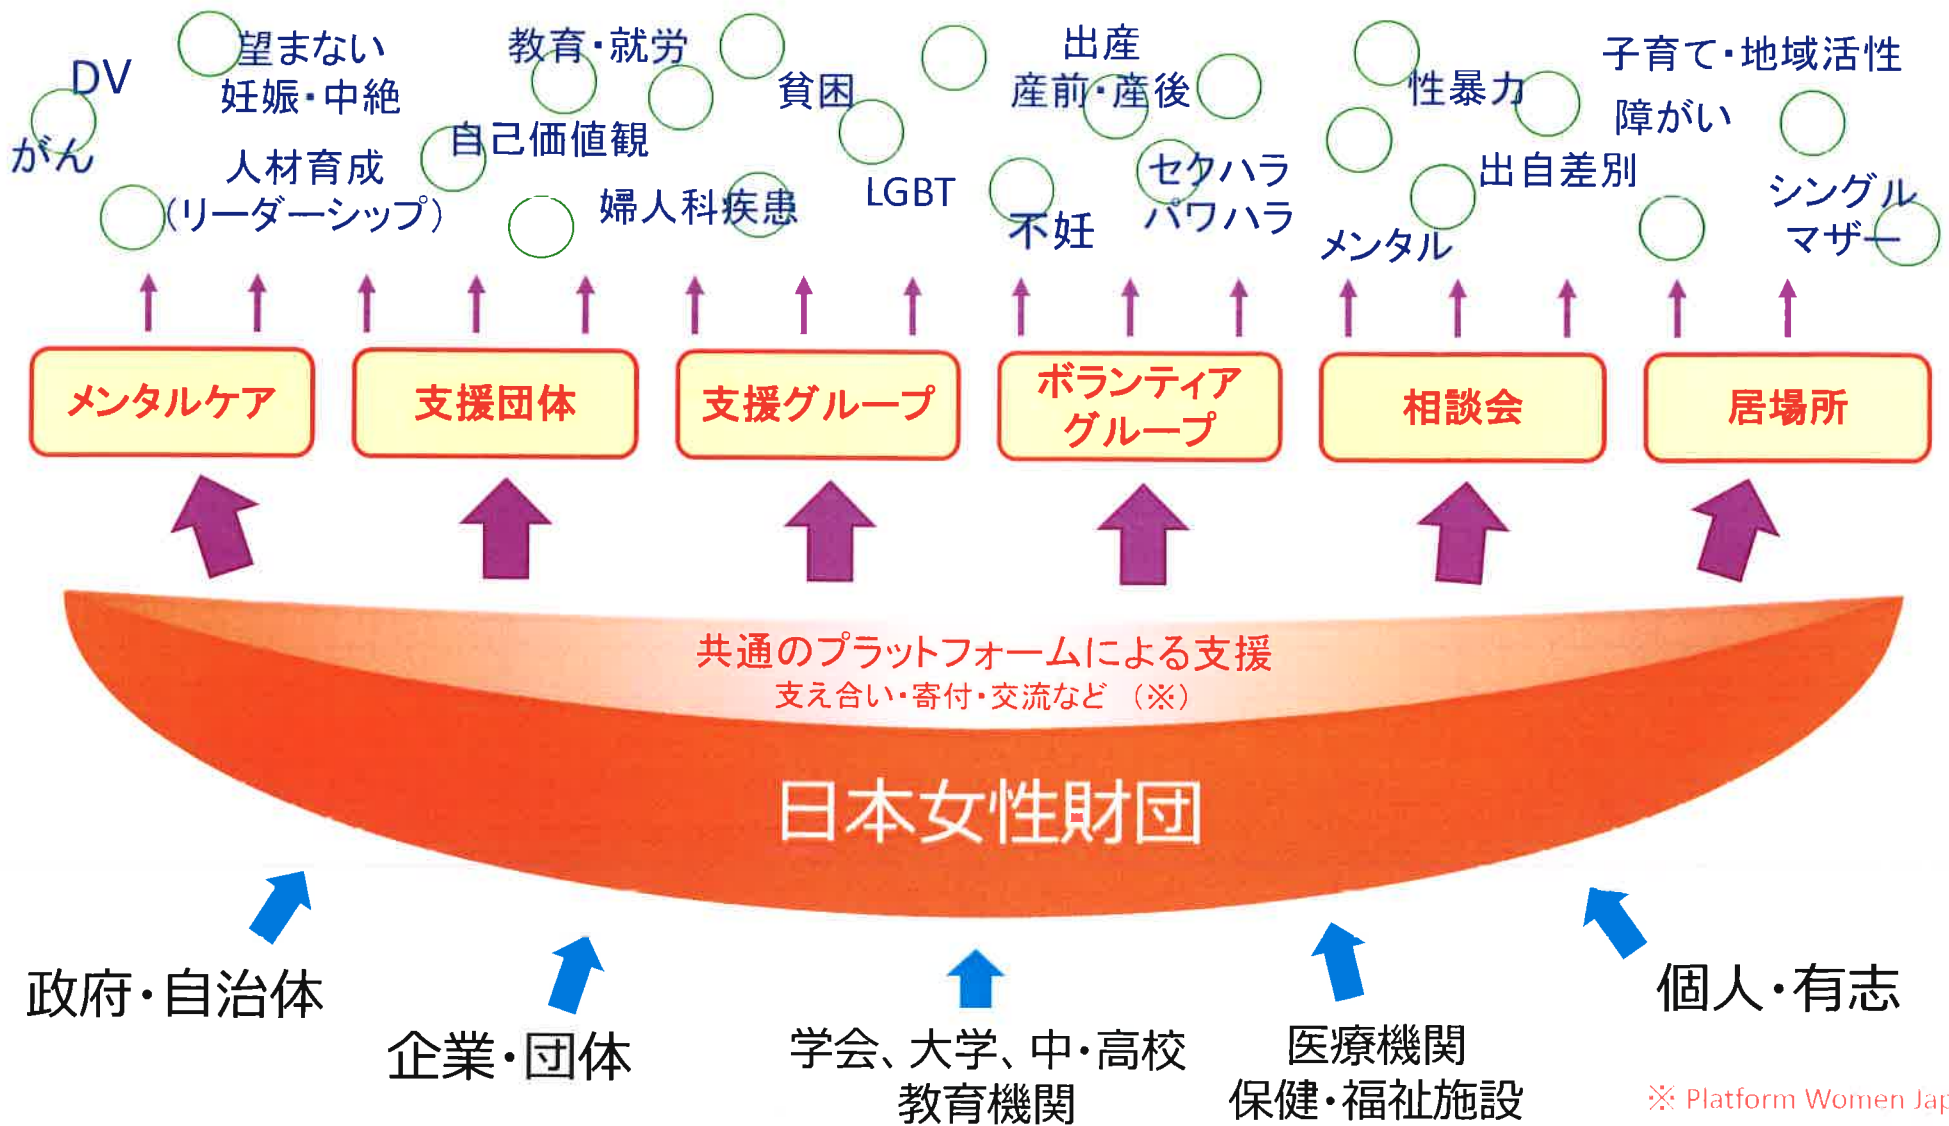 DV
がん
望まない
妊娠・中絶
人材育成
(リーダーシップ)
教育・就労
自己価値観
婦人科疾患
貧困
LGBT
出産
産前・産後
不妊
セクハラ
パワハラ
性暴力
メンタル
出自差別
子育て・地域活性
障がい
シングル
マザー
メンタルケア
支援団体
支援グループ
ボランティア
グループ
相談会
居場所
共通のプラットフォームによる支援
支え合い・寄付・交流など (※)
日本女性財団
政府・自治体
企業・団体
学会、大学、中・高校
教育機関
医療機関
保健・福祉施設
個人・有志
※ Platform Women